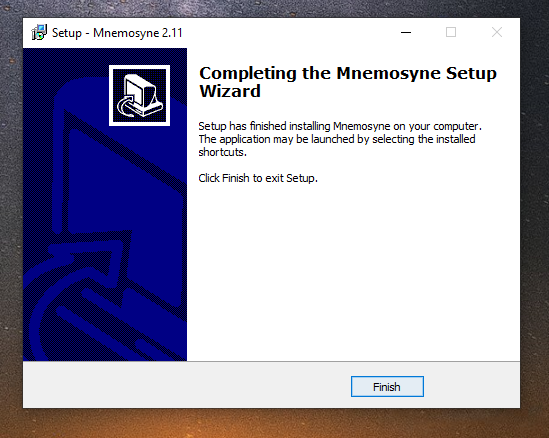 Setup - Mnemosyne 2.11
Completing the Mnemosyne Setup
Wizard
Setup has finished installing Mnemosyne on your computer.
The application may be launched by selecting the installed
shortcuts.
Click Finish to exit Setup.
Finish